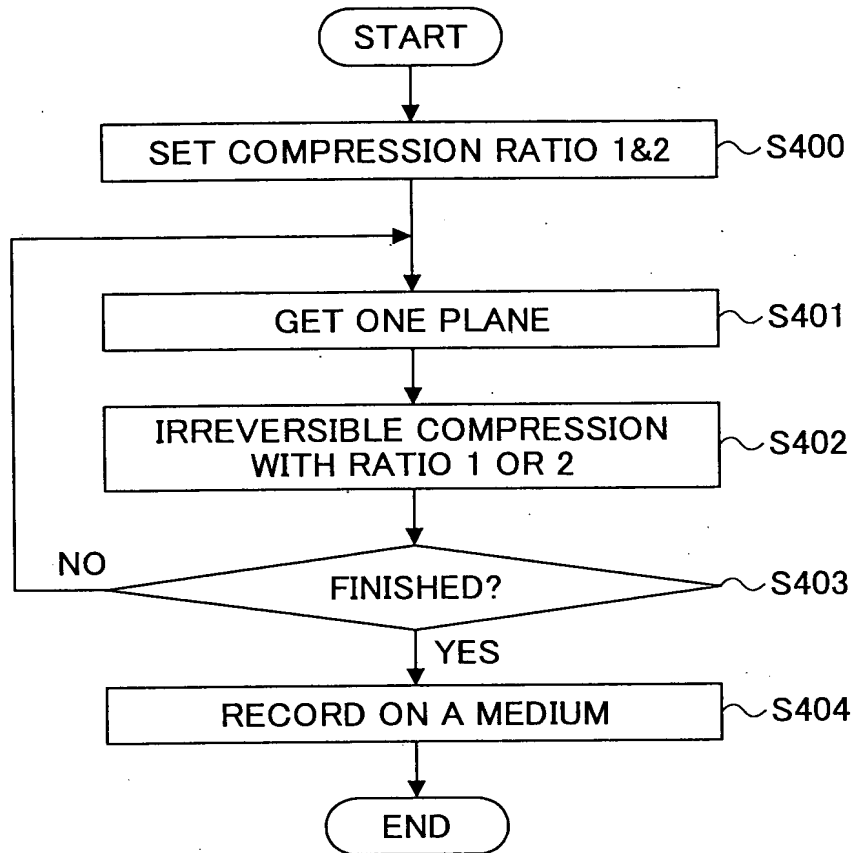 START
SET COMPRESSION RATIO 1&2
S400
GET ONE PLANE
S401
IRREVERSIBLE COMPRESSION
WITH RATIO 1 OR 2
S402
NO
FINISHED?
S403
YES
RECORD ON A MEDIUM
S404
END